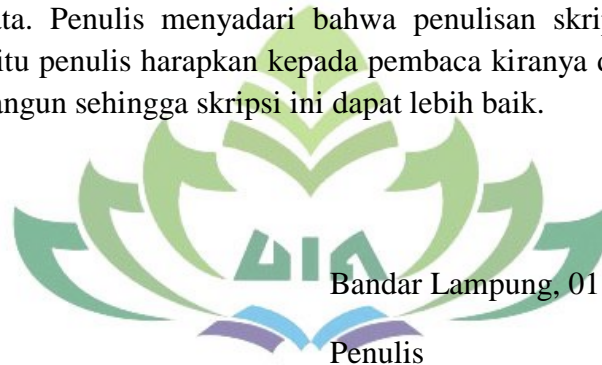 ata. Penulis menyadari bahwa penulisan skrip
itu penulis harapkan kepada pembaca kiranya d
angun sehingga skripsi ini dapat lebih baik.
UIN
Bandar Lampung, 01
Penulis